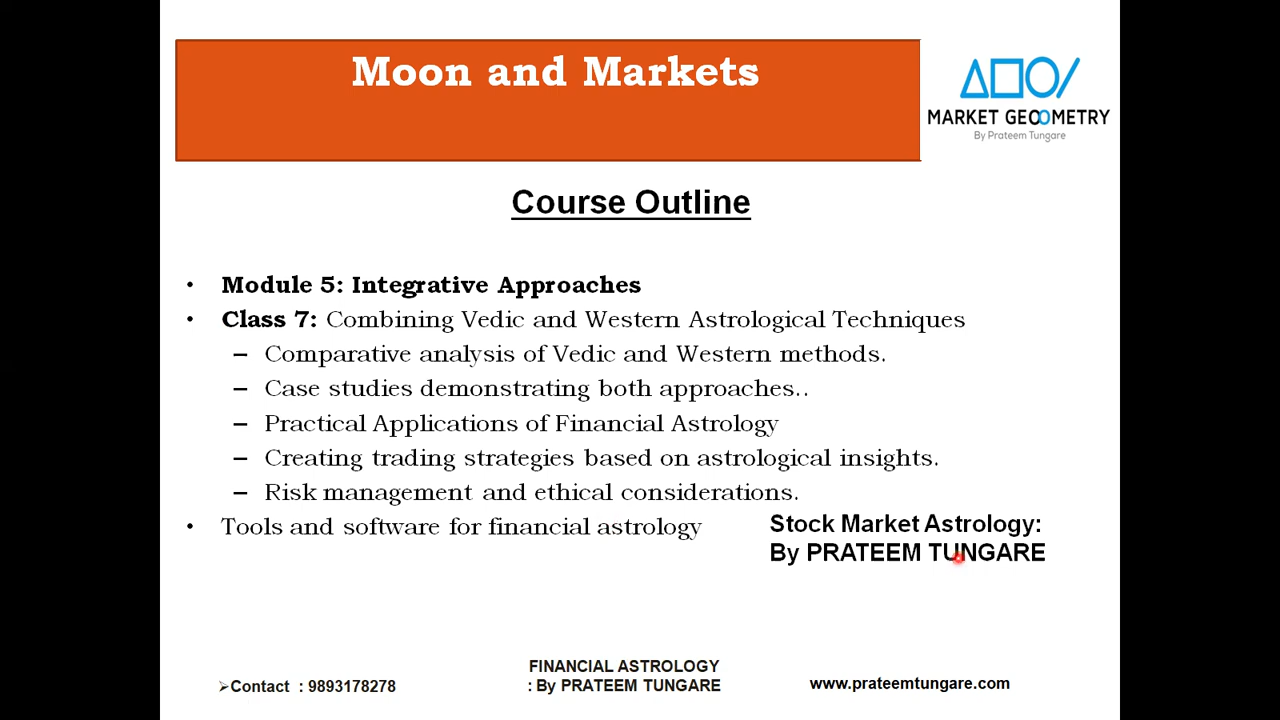 Moon and Markets
MARKET GEOOMETRY
By Prateem Tungare
Course Outline
• Module 5: Integrative Approaches
• Class 7: Combining Vedic and Western Astrological Techniques
– Comparative analysis of Vedic and Western methods.
– Case studies demonstrating both approaches..
– Practical Applications of Financial Astrology
– Creating trading strategies based on astrological insights.
– Risk management and ethical considerations.
• Tools and software for financial astrology
Stock Market Astrology:
By PRATEEM TUNGARE
➢Contact : 9893178278
FINANCIAL ASTROLOGY
: By PRATEEM TUNGARE
www.prateemtungare.com